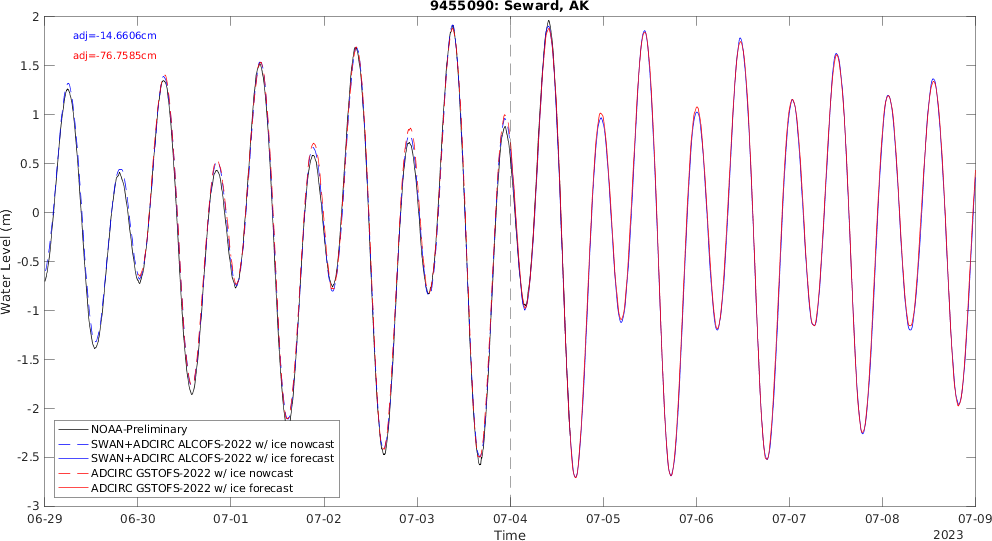 9455090: Seward, AK
adj=-14.6606cm
adj=-76.7585cm
2
1.5
1
0.5
0
-0.5
-1
-1.5
-2
-2.5
-3
Water Level (m)
NOAA-Preliminary
SWAN+ADCIRC ALCOFS-2022 w/ ice nowcast
SWAN+ADCIRC ALCOFS-2022 w/ ice forecast
ADCIRC GSTOFS-2022 w/ ice nowcast
ADCIRC GSTOFS-2022 w/ ice forecast
06-29 06-30 07-01 07-02 07-03 07-04 07-05 07-06 07-07 07-08 07-09
Time
2023